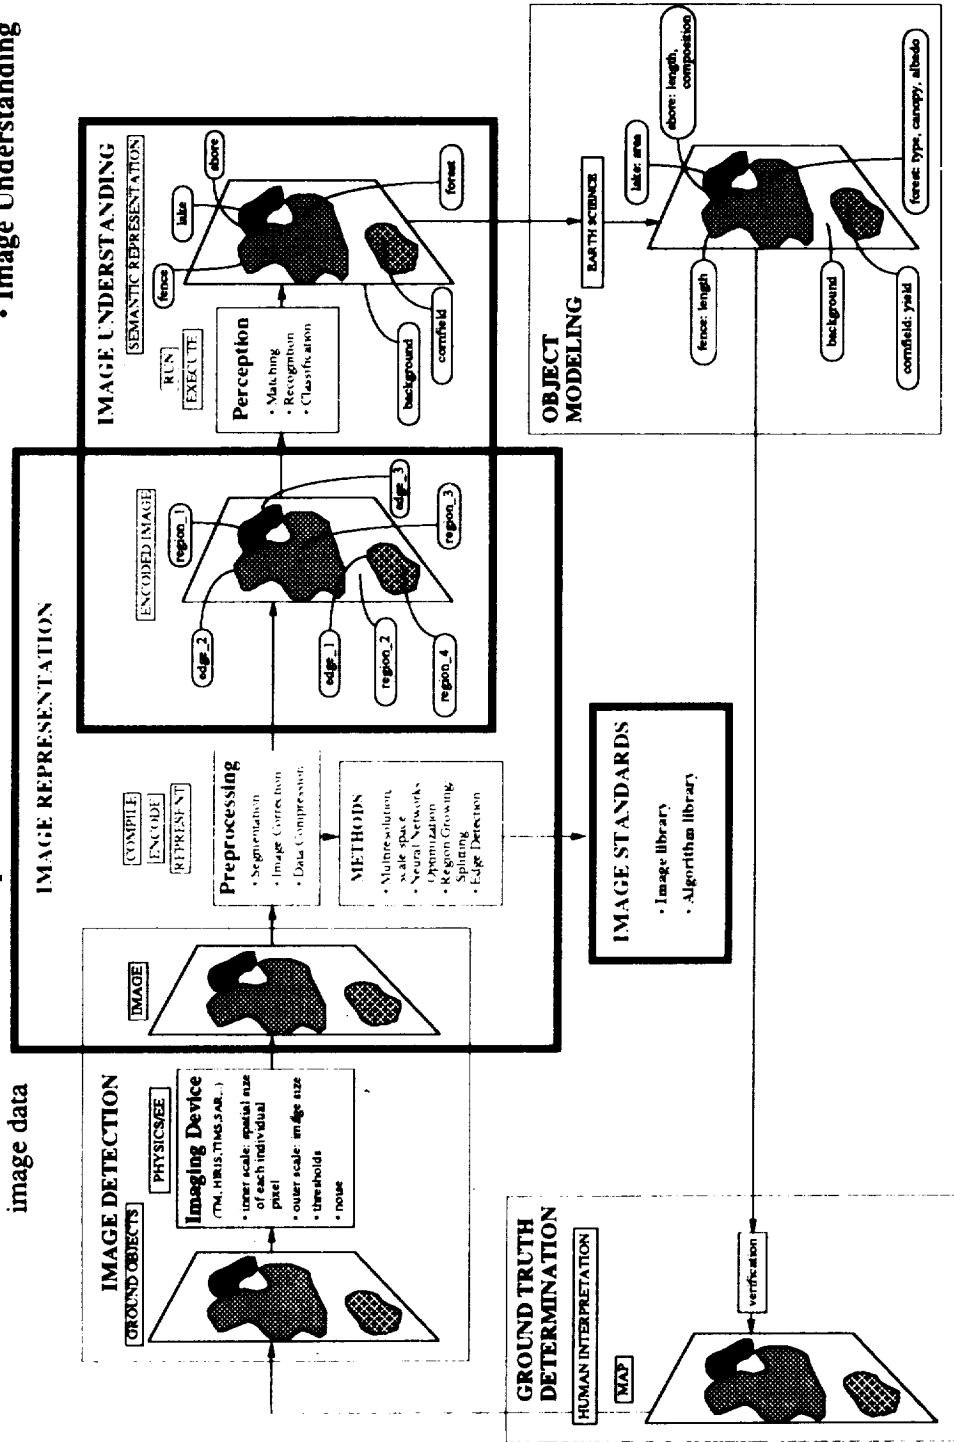 image data
• Image Understanding
IMAGE REPRESENTATION
IMAGE DETECTION
GROUND OBJECTS
PHYSICS/EE
Imaging Device
(TM, HIRIS, TIMS, SAR...)
• inner scale: spatial size
of each individual
pixel
• outer scale: image size
• thresholds
• noise
IMAGE
COMPILE
ENCODE
REPRESENT
Preprocessing
• Segmentation
• Image Correction
• Data Compression
METHODS
• Multiresolution,
scale space
• Neural Networks
Optimization
• Region Growing,
Splitting
• Edge Detection
ENCODED IMAGE
region_1
edge_2
edge_3
edge_1
region_3
region_2
region_4
IMAGE UNDERSTANDING
SEMANTIC REPRESENTATION
RUN
EXECUTE
Perception
• Matching
• Recognition
• Classification
fence
lake
shore
forest
background
cornfield
IMAGE STANDARDS
• Image library
• Algorithm library
GROUND TRUTH
DETERMINATION
HUMAN INTERPRETATION
MAP
verification
OBJECT
MODELING
EARTH SCIENCE
lake: area
shore: length,
composition
fence: length
background
cornfield: yield
forest: type, canopy, albedo